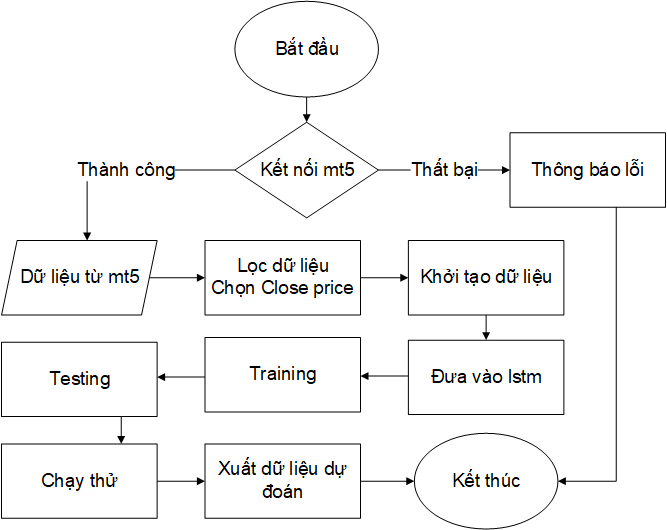 Bắt đầu
Thành công
Kết nối mt5
Thất bại
Thông báo lỗi
Dữ liệu từ mt5
Lọc dữ liệu
Chọn Close price
Khởi tạo dữ liệu
Đưa vào lstm
Training
Testing
Chạy thử
Xuất dữ liệu dự
đoán
Kết thúc